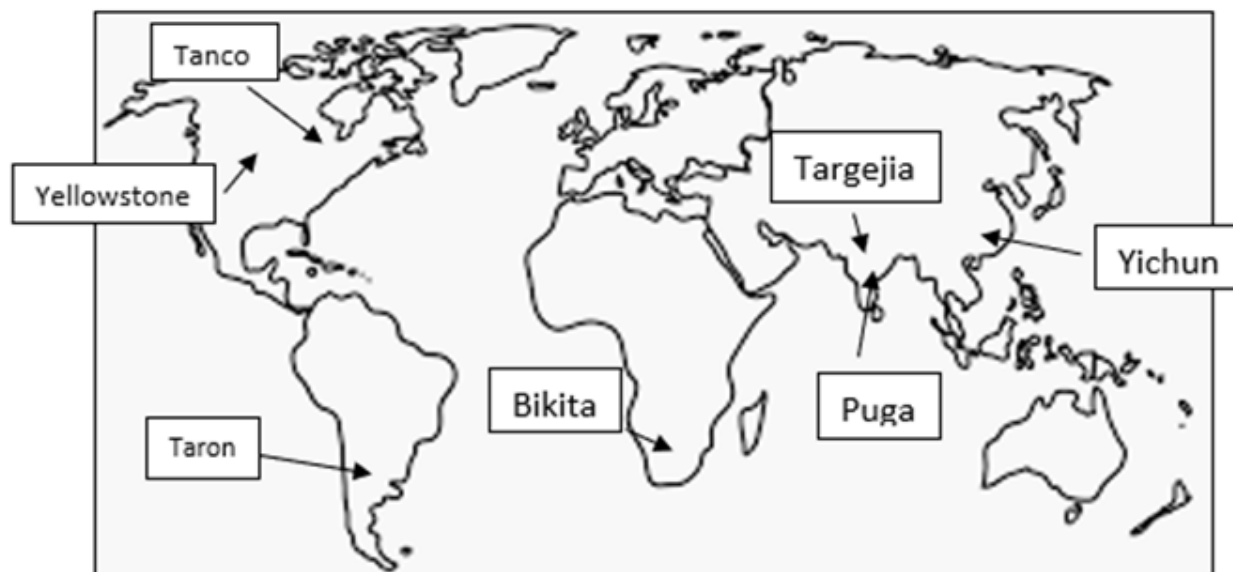 Tanco
Yellowstone
Targejia
Yichun
Bikita
Puga
Taron